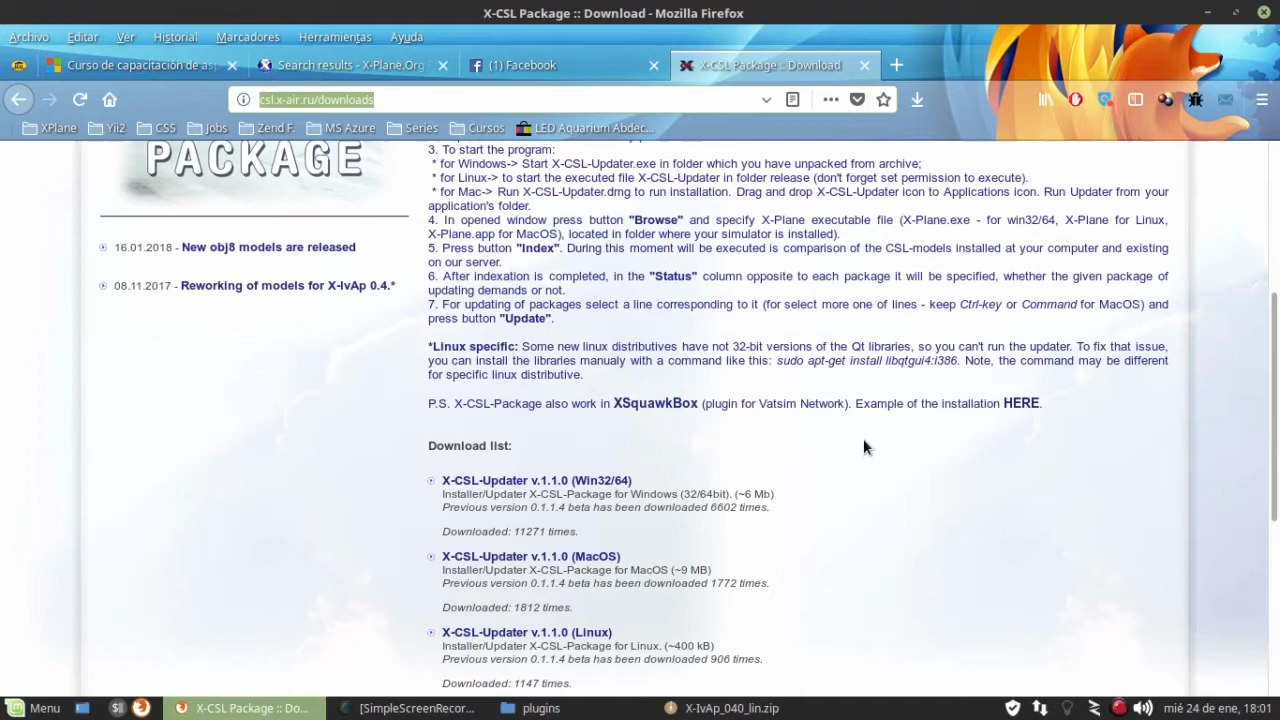 X-CSL Package :: Download - Mozilla Firefox
Archivo Editar Ver Historial Marcadores Herramientas Ayuda
Curso de capacitación de as
Search results - X-Plane.Org
(1) Facebook
X-CSL Package :: Download
csl.x-air.ru/downloads
XPlane Yii2 CSS Jobs Zend F. MS Azure Series Cursos LED Aquarium Abdec...
PACKAGE
16.01.2018 - New obj8 models are released
08.11.2017 - Reworking of models for X-IvAp 0.4.*
3. To start the program:
* for Windows-> Start X-CSL-Updater.exe in folder which you have unpacked from archive;
* for Linux-> to start the executed file X-CSL-Updater in folder release (don't forget set permission to execute).
* for Mac-> Run X-CSL-Updater.dmg to run installation. Drag and drop X-CSL-Updater icon to Applications icon. Run Updater from your
application's folder.
4. In opened window press button "Browse" and specify X-Plane executable file (X-Plane.exe - for win32/64, X-Plane for Linux,
X-Plane.app for MacOS), located in folder where your simulator is installed).
5. Press button "Index". During this moment will be executed is comparison of the CSL-models installed at your computer and existing
on our server.
6. After indexation is completed, in the "Status" column opposite to each package it will be specified, whether the given package of
updating demands or not.
7. For updating of packages select a line corresponding to it (for select more one of lines - keep Ctrl-key or Command for MacOS) and
press button "Update".
*Linux specific: Some new linux distributives have not 32-bit versions of the Qt libraries, so you can't run the updater. To fix that issue,
you can install the libraries manualy with a command like this: sudo apt-get install libqtgui4:i386. Note, the command may be different
for specific linux distributive.
P.S. X-CSL-Package also work in XSquawkBox (plugin for Vatsim Network). Example of the installation HERE.
Download list:
X-CSL-Updater v.1.1.0 (Win32/64)
Installer/Updater X-CSL-Package for Windows (32/64bit). (~6 Mb)
Previous version 0.1.1.4 beta has been downloaded 6602 times.
Downloaded: 11271 times.
X-CSL-Updater v.1.1.0 (MacOS)
Installer/Updater X-CSL-Package for MacOS (~9 MB)
Previous version 0.1.1.4 beta has been downloaded 1772 times.
Downloaded: 1812 times.
X-CSL-Updater v.1.1.0 (Linux)
Installer/Updater X-CSL-Package for Linux. (~400 kB)
Previous version 0.1.1.4 beta has been downloaded 906 times.
Downloaded: 1147 times.
Menu
X-CSL Package :: Do...
[SimpleScreenRecor...
plugins
X-IvAp_040_lin.zip
mié 24 de ene, 18:01